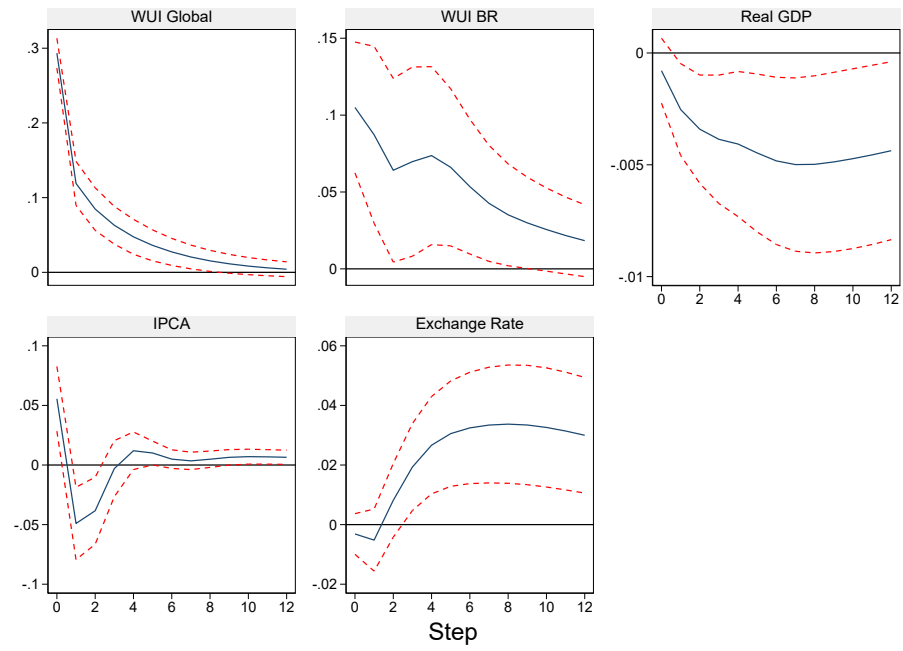 WUI Global
WUI BR
Real GDP
.3
.2
.1
0
.15
.1
.05
0
0
-.005
-.01
0 2 4 6 8 10 12
IPCA
Exchange Rate
.1
.05
0
-.05
-.1
.06
.04
.02
0
-.02
0 2 4 6 8 10 12
0 2 4 6 8 10 12
Step